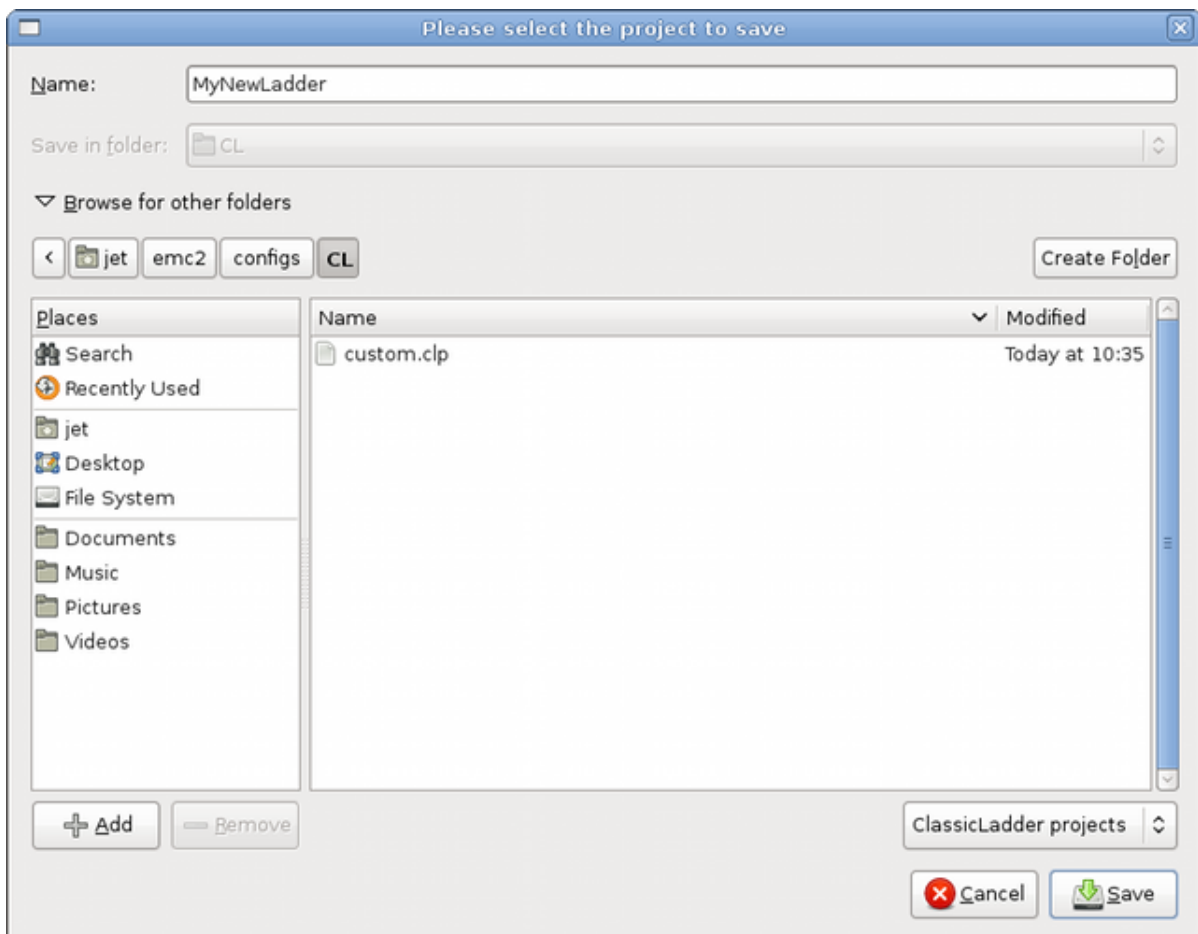 Please select the project to save
Name: MyNewLadder
Save in folder: CL
Browse for other folders
jet emc2 configs CL Create Folder
Places Name Modified
Search custom.clp Today at 10:35
Recently Used
jet
Desktop
File System
Documents
Music
Pictures
Videos
Add Remove ClassicLadder projects
Cancel Save